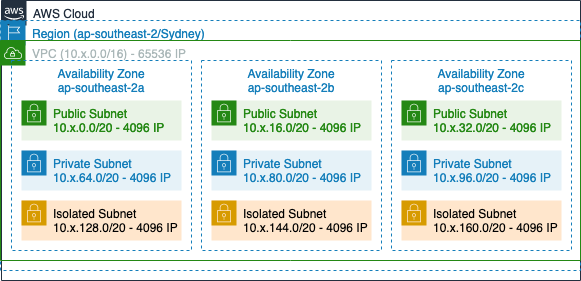 aws
AWS Cloud
Region (ap-southeast-2/Sydney)
VPC (10.x.0.0/16) - 65536 IP
Availability Zone
ap-southeast-2a
Public Subnet
10.x.0.0/20 - 4096 IP
Private Subnet
10.x.64.0/20 - 4096 IP
Isolated Subnet
10.x.128.0/20 - 4096 IP
Availability Zone
ap-southeast-2b
Public Subnet
10.x.16.0/20 - 4096 IP
Private Subnet
10.x.80.0/20 - 4096 IP
Isolated Subnet
10.x.144.0/20 - 4096 IP
Availability Zone
ap-southeast-2c
Public Subnet
10.x.32.0/20 - 4096 IP
Private Subnet
10.x.96.0/20 - 4096 IP
Isolated Subnet
10.x.160.0/20 - 4096 IP